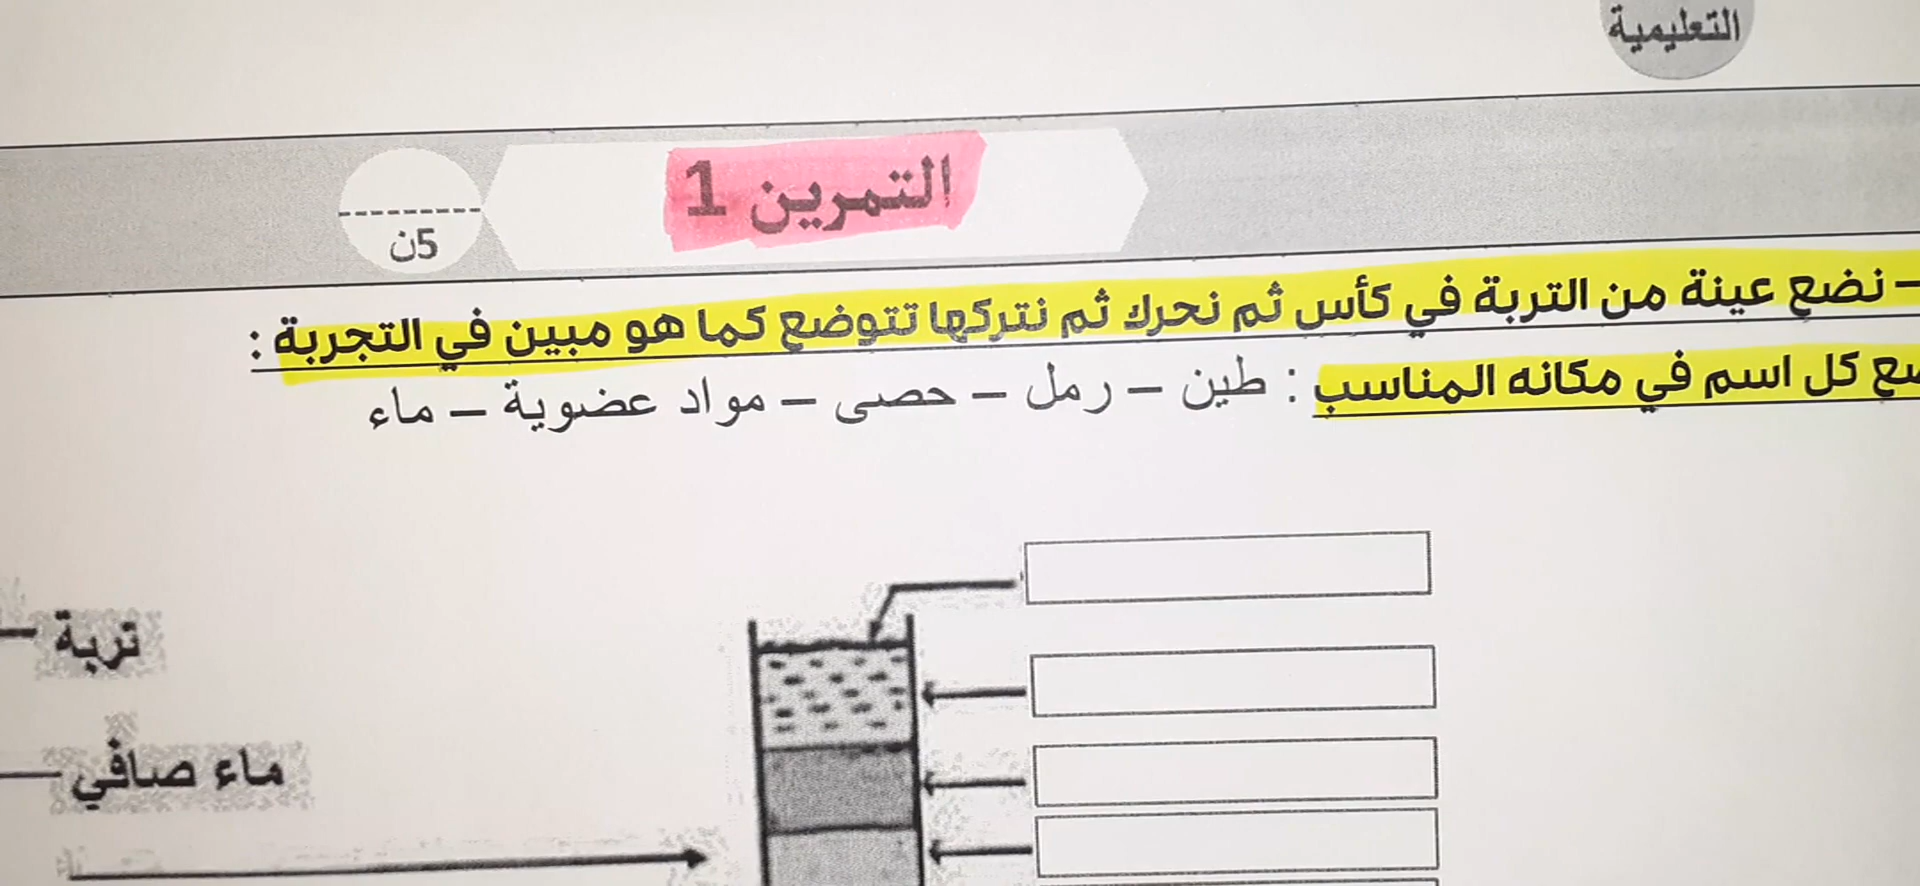 التعليمية
التمرين 1
5ن
– نضع عينة من التربة في كأس ثم نحرك ثم نتركها تتوضع كما هو مبين في التجربة :
كل اسم في مكانه المناسب : طين – رمل – حصى – مواد عضوية – ماء
تربة
ماء صافي